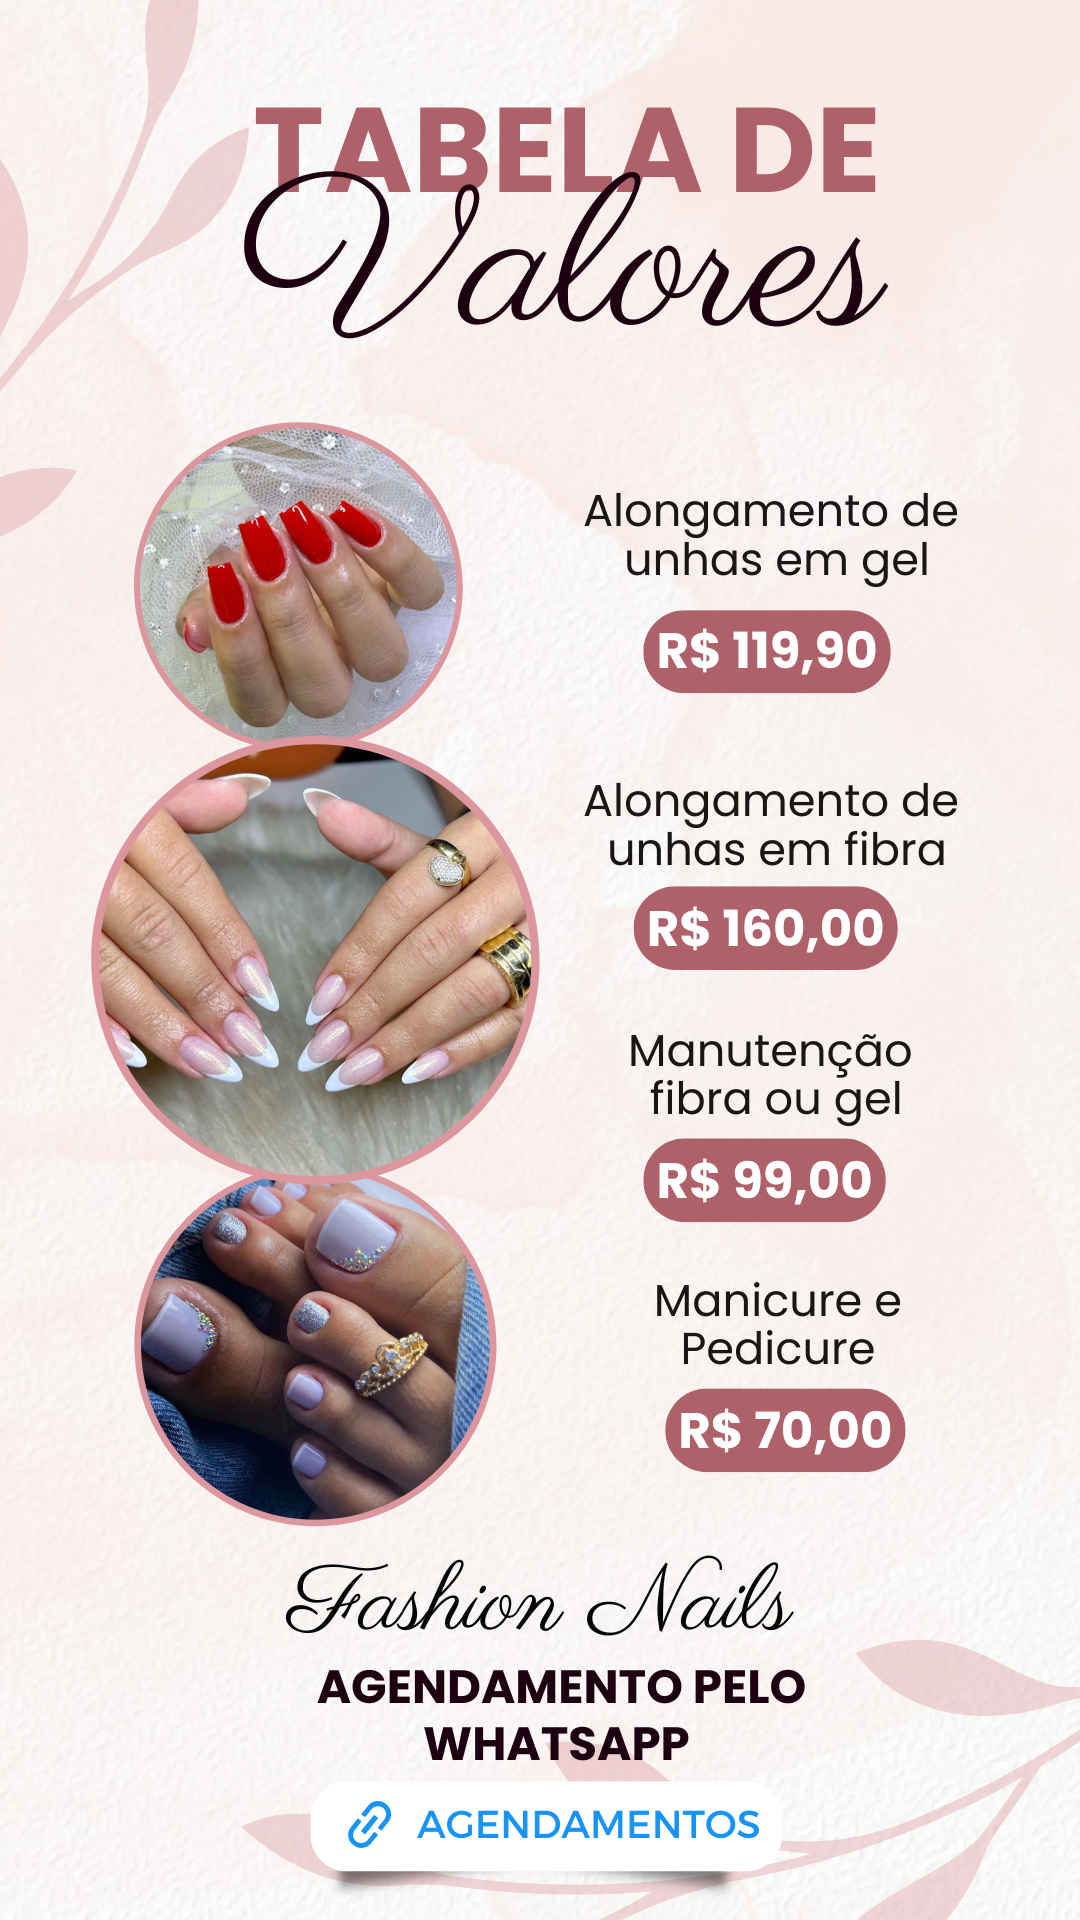 TABELA DE
Valores
Alongamento de
unhas em gel
R$ 119,90
Alongamento de
unhas em fibra
R$ 160,00
Manutenção
fibra ou gel
R$ 99,00
Manicure e
Pedicure
R$ 70,00
Fashion Nails
AGENDAMENTO PELO
WHATSAPP
AGENDAMENTOS